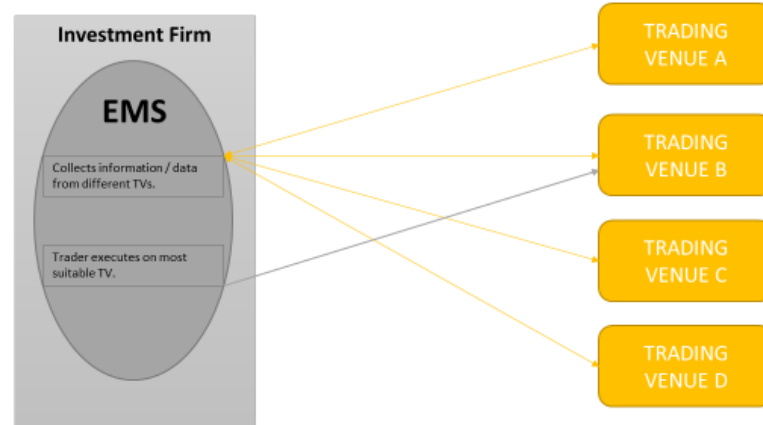 Investment Firm
EMS
Collects information / data
from different TVs.
Trader executes on most
suitable TV.
TRADING
VENUE A
TRADING
VENUE B
TRADING
VENUE C
TRADING
VENUE D